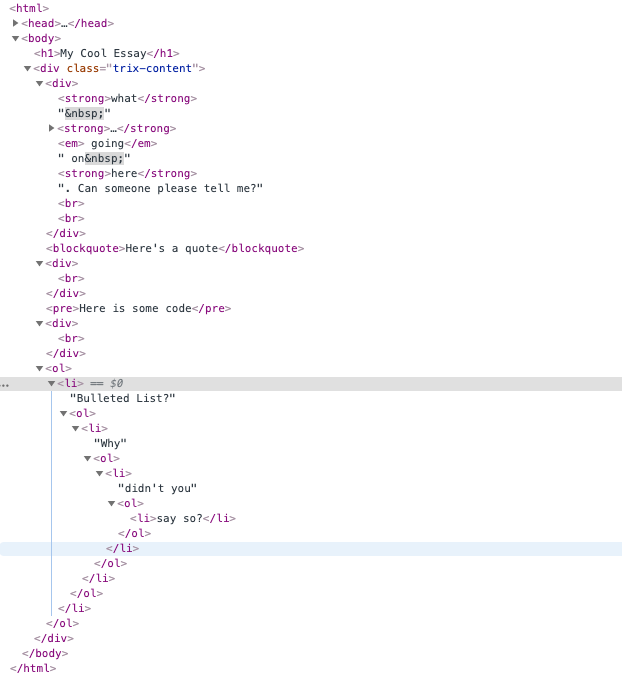 <html>
<head>…</head>
<body>
<h1>My Cool Essay</h1>
<div class="trix-content">
<div>
<strong>what</strong>
"&nbsp;"
<strong>…</strong>
<em> going</em>
" on&nbsp;"
<strong>here</strong>
". Can someone please tell me?"
<br>
<br>
</div>
<blockquote>Here's a quote</blockquote>
<div>
<br>
</div>
<pre>Here is some code</pre>
<div>
<br>
</div>
<ol>
… <li> == $0
"Bulleted List?"
<ol>
<li>
"Why"
<ol>
<li>
"didn't you"
<ol>
<li>say so?</li>
</ol>
</li>
</ol>
</li>
</ol>
</li>
</ol>
</div>
</body>
</html>